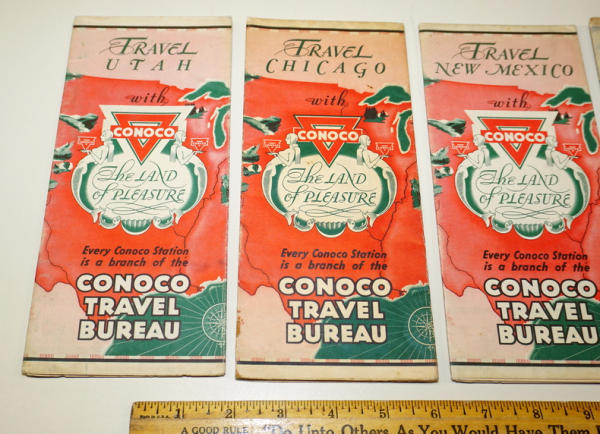 TRAVEL
UTAH
with
CONOCO
The LAND
of PLEASURE
Every Conoco Station
is a branch of the
CONOCO
TRAVEL
BUREAU
TRAVEL
CHICAGO
with
CONOCO
The LAND
of PLEASURE
Every Conoco Station
is a branch of the
CONOCO
TRAVEL
BUREAU
TRAVEL
NEW MEXICO
with
CONOCO
The LAND
of PLEASURE
Every Conoco Station
is a branch of the
CONOCO
TRAVEL
BUREAU
1 2 3 4 5 6 7 8 9
MADE IN U.S.A.
A GOOD RULE "Do Unto Others As You Would Have Them